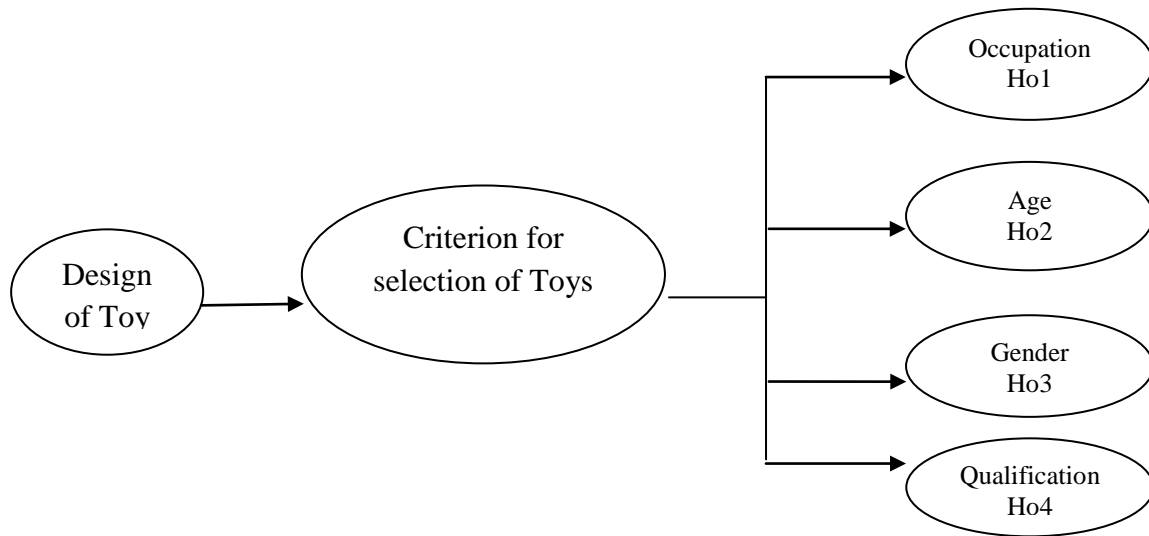 Occupation
Ho1
Age
Ho2
Criterion for
selection of Toys
Design
of Toy
Gender
Ho3
Qualification
Ho4